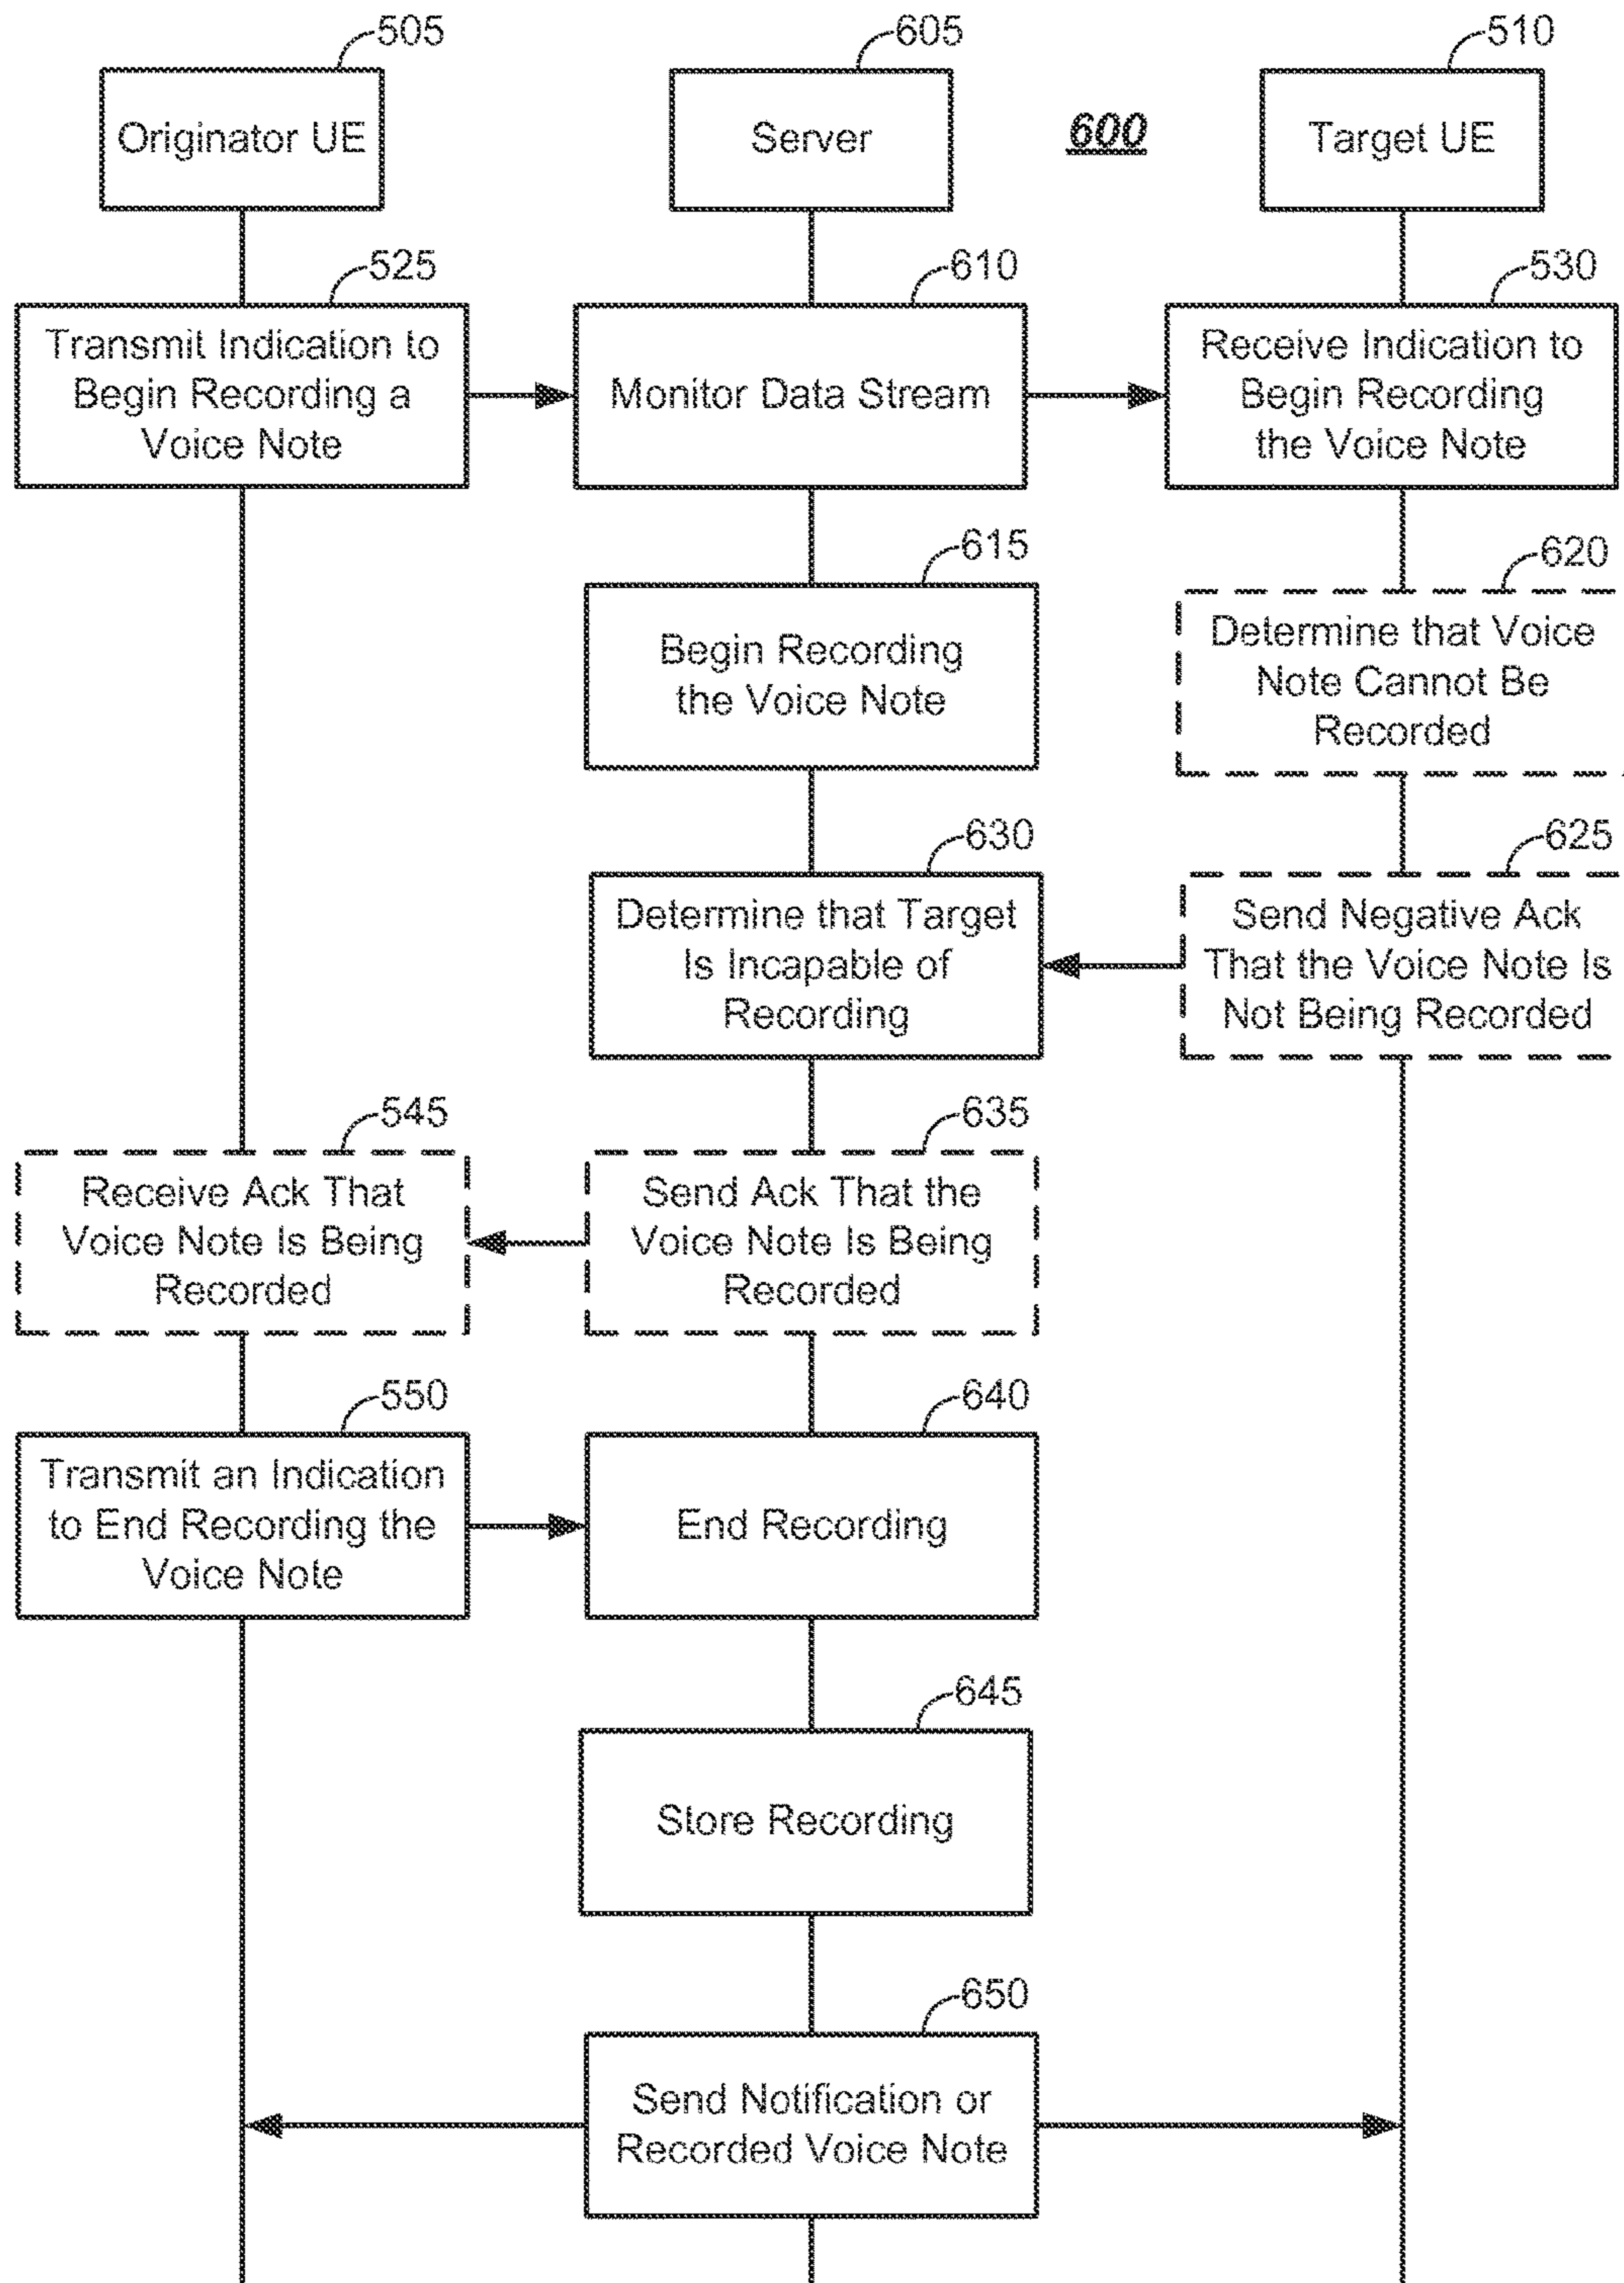 505
605
510
Originator UE
Server
600
Target UE
525
610
530
Transmit Indication to
Begin Recording a
Voice Note
Monitor Data Stream
Receive Indication to
Begin Recording
the Voice Note
615
620
Begin Recording
the Voice Note
Determine that Voice
Note Cannot Be
Recorded
630
625
Determine that Target
Is Incapable of
Recording
Send Negative Ack
That the Voice Note Is
Not Being Recorded
545
635
Receive Ack That
Voice Note Is Being
Recorded
Send Ack That the
Voice Note Is Being
Recorded
550
640
Transmit an Indication
to End Recording the
Voice Note
End Recording
645
Store Recording
650
Send Notification or
Recorded Voice Note